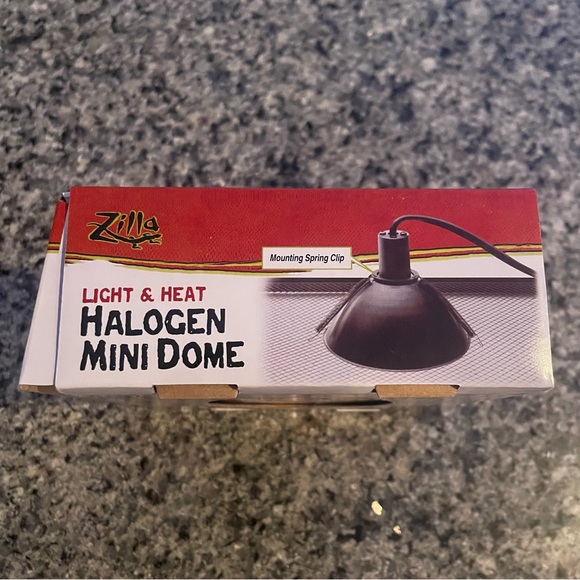 Zilla
Mounting Spring Clip
LIGHT & HEAT
HALOGEN
MINI DOME